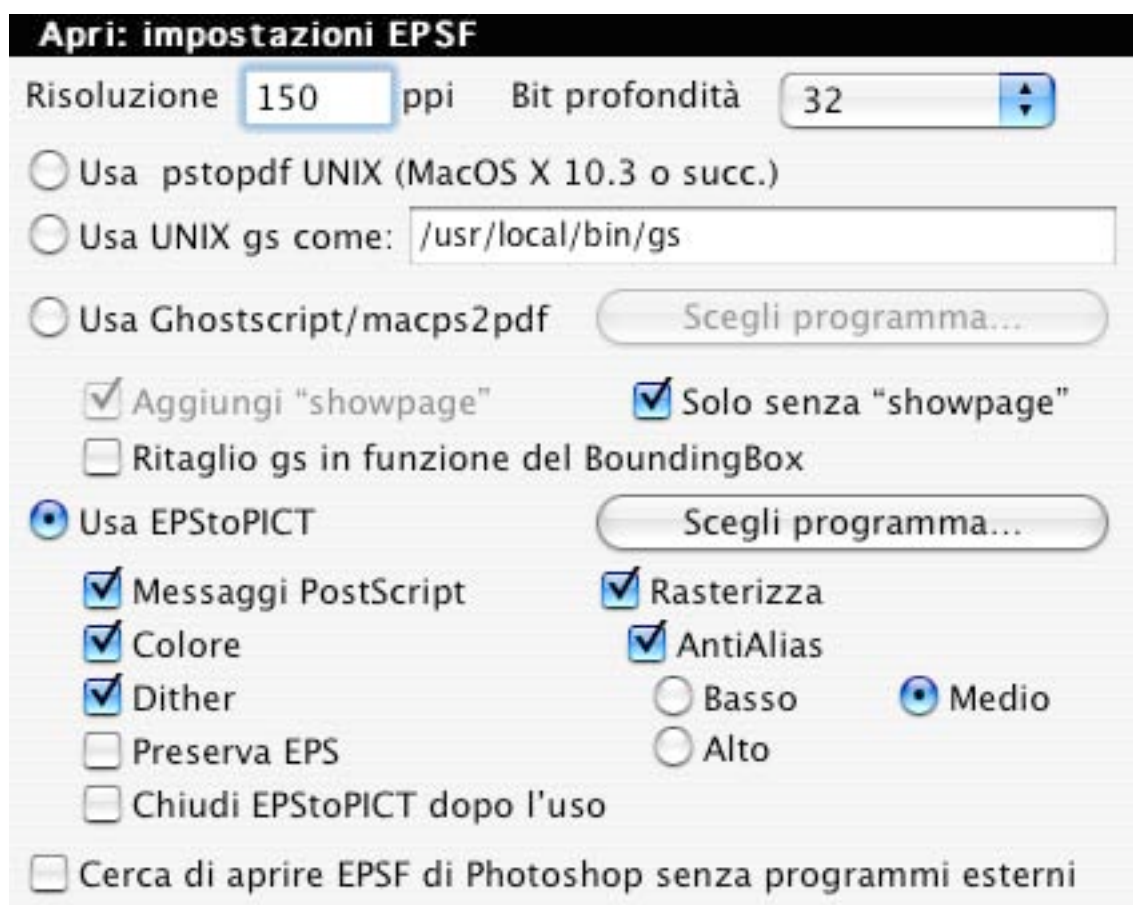 Apri: impostazioni EPSF
Risoluzione 150 ppi Bit profondità 32
Usa pstopdf UNIX (MacOS X 10.3 o succ.)
Usa UNIX gs come: /usr/local/bin/gs
Usa Ghostscript/macps2pdf Scegli programma...
Aggiungi “showpage” Solo senza “showpage”
Ritaglio gs in funzione del BoundingBox
Usa EPStoPICT Scegli programma...
Messaggi PostScript Rasterizza
Colore AntiAlias
Dither Basso Medio
Preserva EPS Alto
Chiudi EPStoPICT dopo l'uso
Cerca di aprire EPSF di Photoshop senza programmi esterni